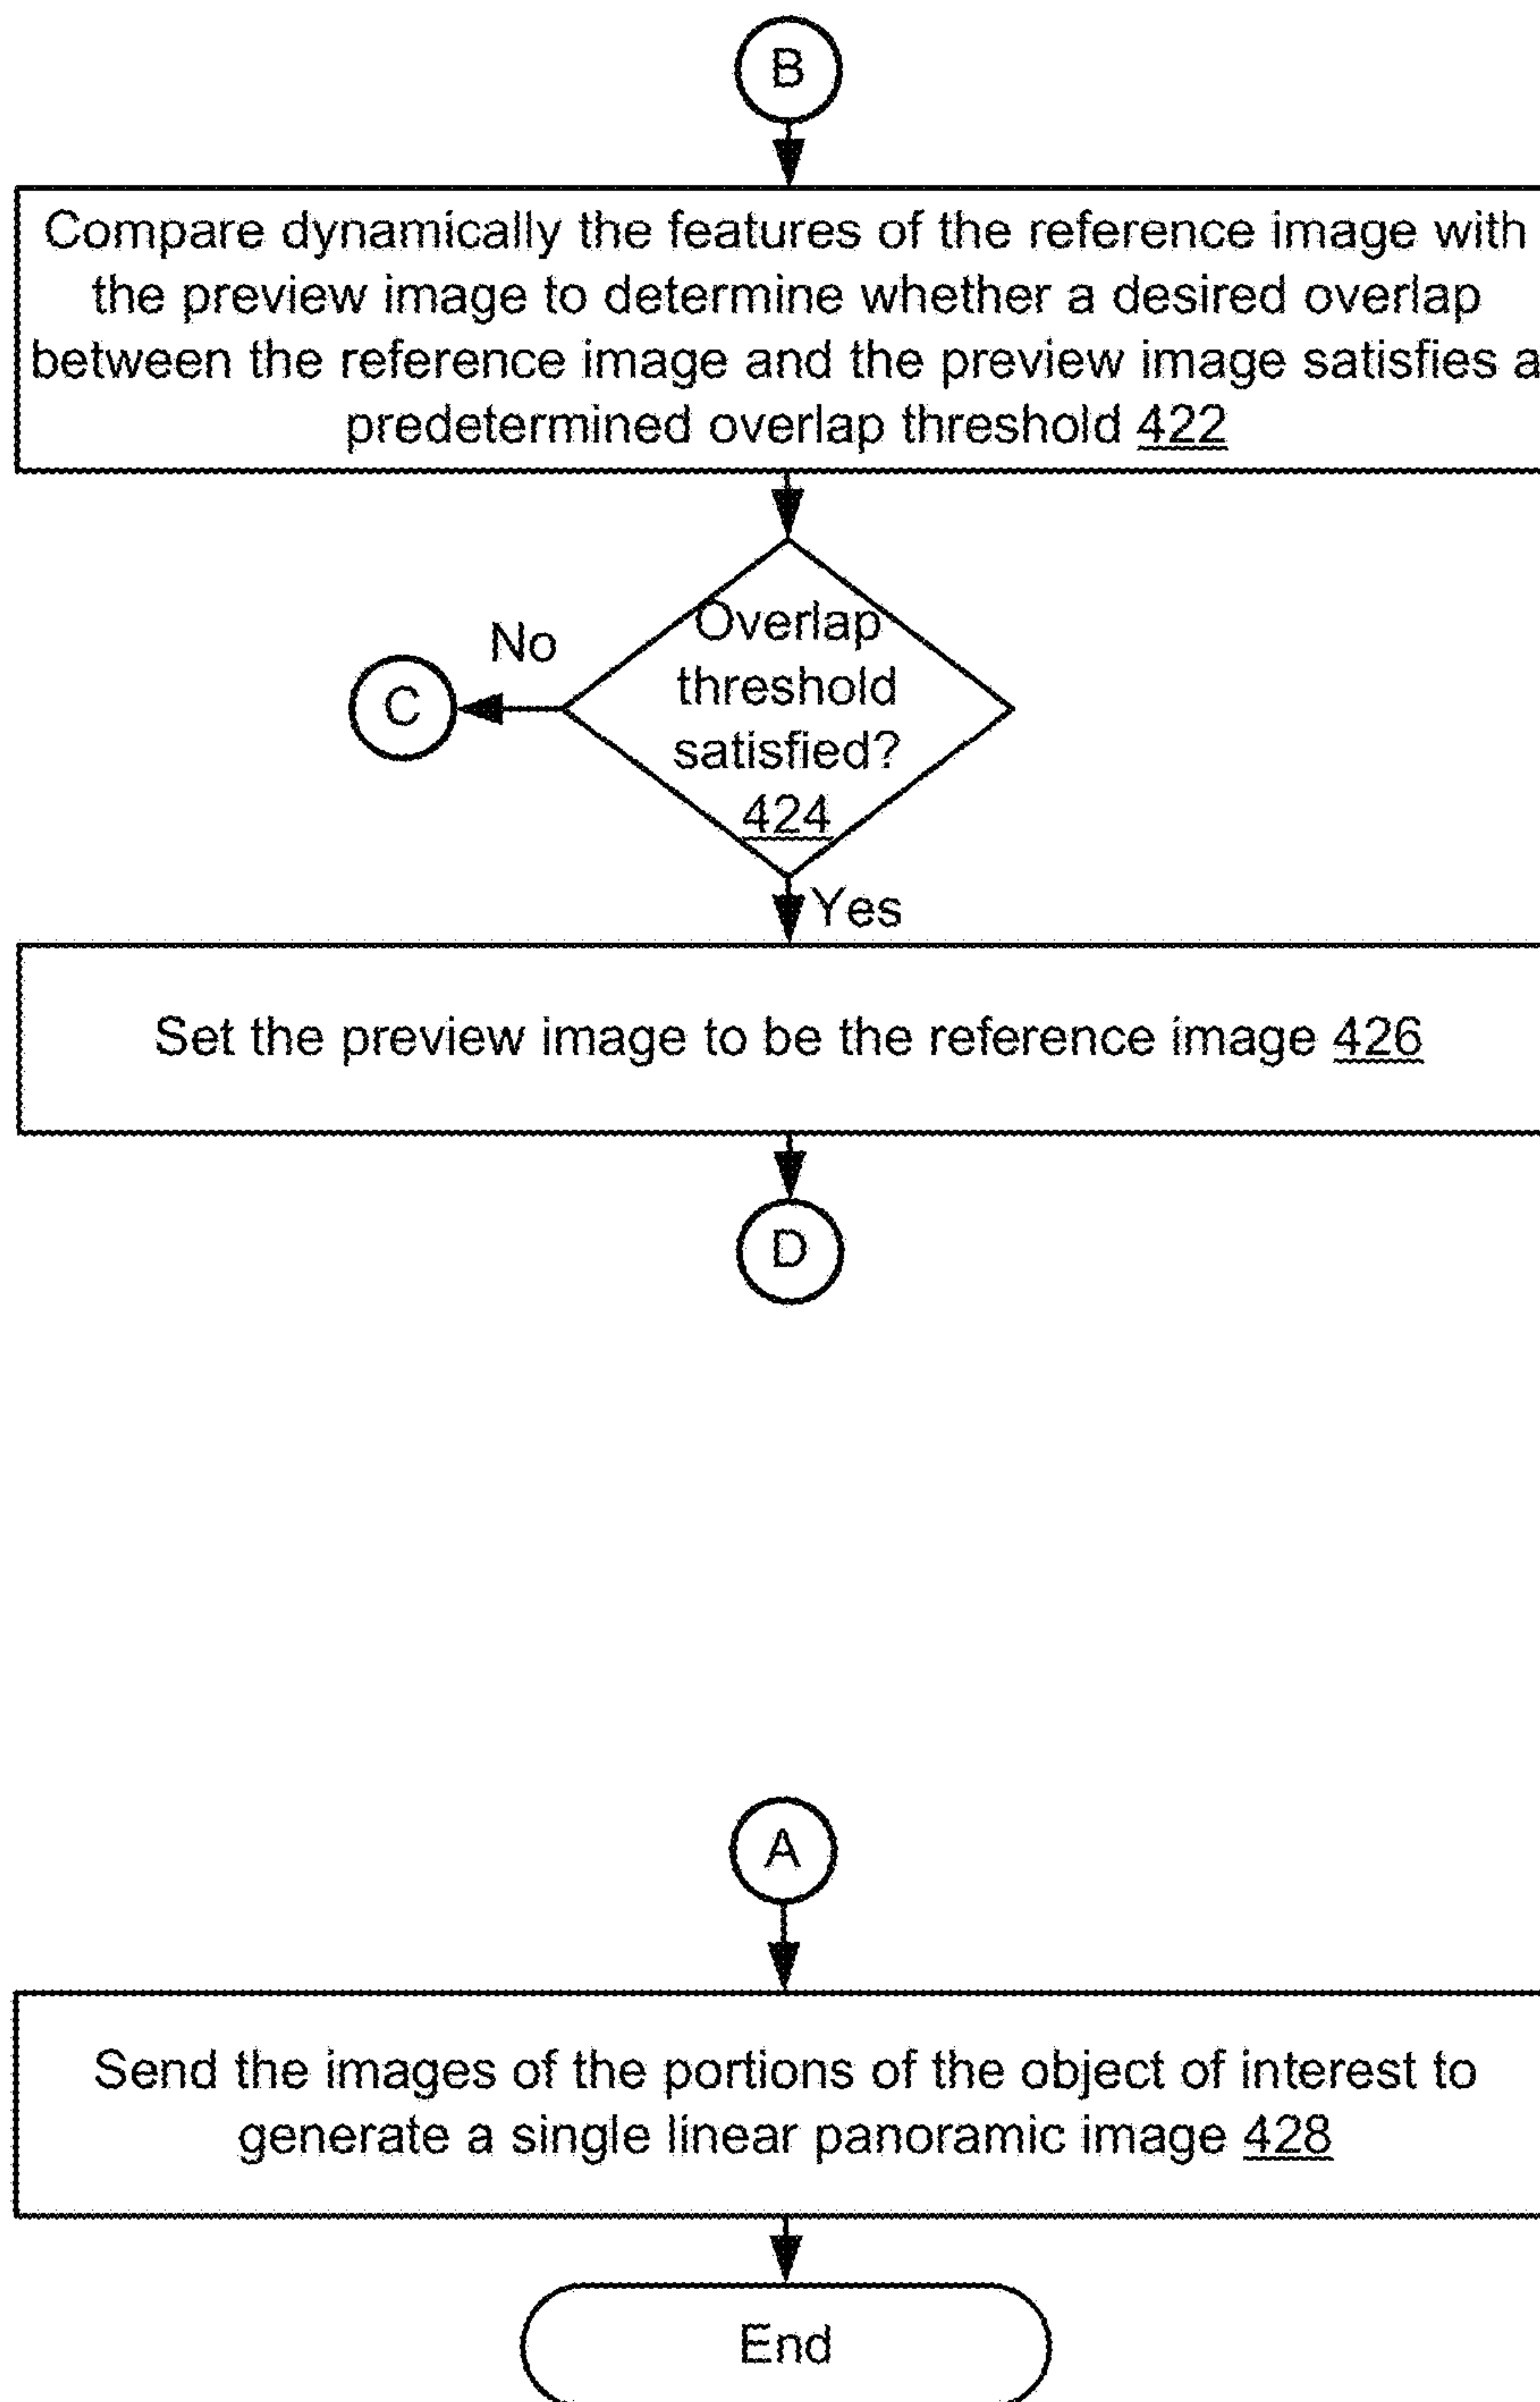 B
Compare dynamically the features of the reference image with
the preview image to determine whether a desired overlap
between the reference image and the preview image satisfies a
predetermined overlap threshold 422
Overlap
threshold
satisfied?
424
No
C
Yes
Set the preview image to be the reference image 426
D
A
Send the images of the portions of the object of interest to
generate a single linear panoramic image 428
End